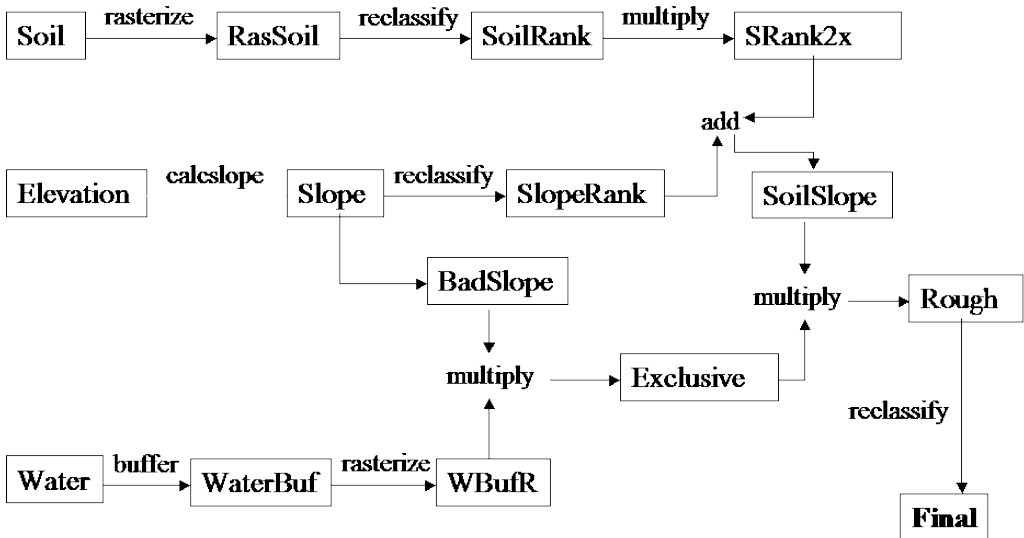 rasterize
reclassify
multiply
Soil
RasSoil
SoilRank
SRank2x
add
calcslope
reclassify
Elevation
Slope
SlopeRank
SoilSlope
BadSlope
multiply
Rough
multiply
Exclusive
reclassify
buffer
rasterize
Water
WaterBuf
WBufR
Final